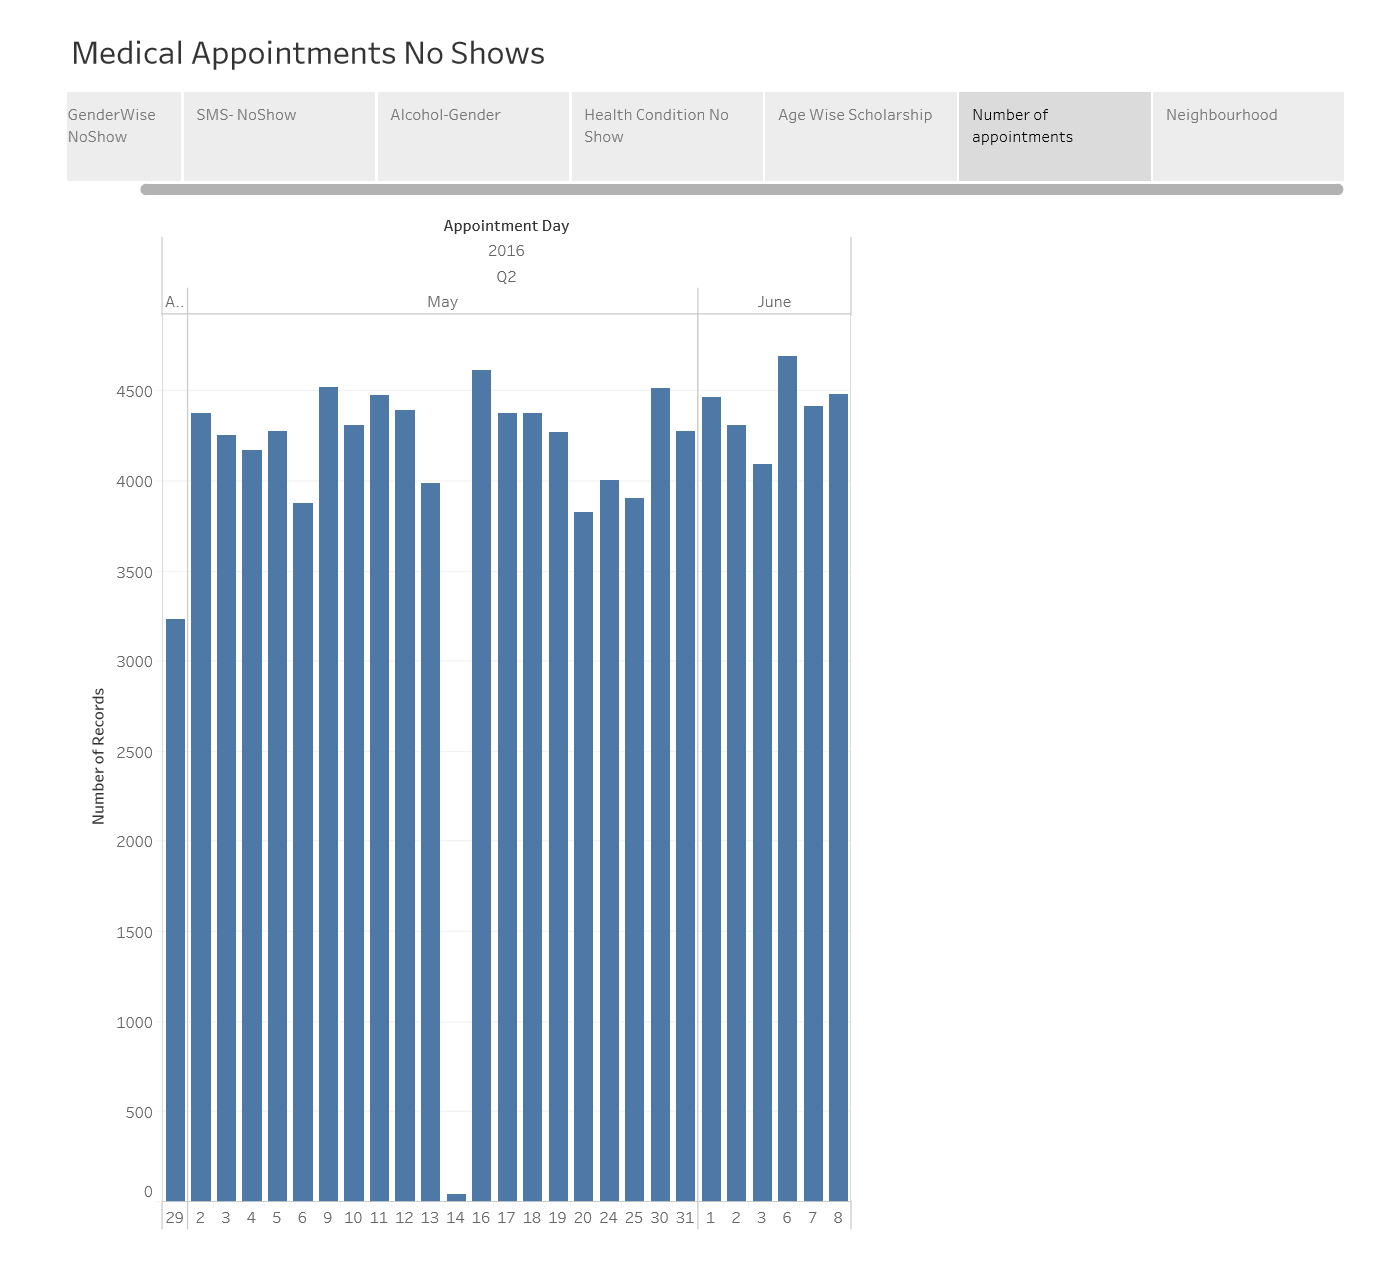 Medical Appointments No Shows
GenderWise
NoShow
SMS- NoShow
Alcohol-Gender
Health Condition No
Show
Age Wise Scholarship
Number of
appointments
Neighbourhood
Appointment Day
2016
Q2
A..
May
June
4500
4000
3500
3000
2500
2000
1500
1000
500
0
Number of Records
29 2 3 4 5 6 9 10 11 12 13 14 16 17 18 19 20 24 25 30 31 1 2 3 6 7 8